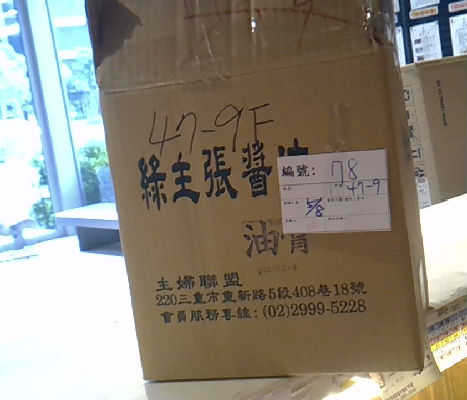 47-9
47-9F
綠主張醬油
編號: 78
47-9
5/8
油膏
主婦聯盟
220三重市重新路5段408巷18號
會員服務專線:(02)2999-5228